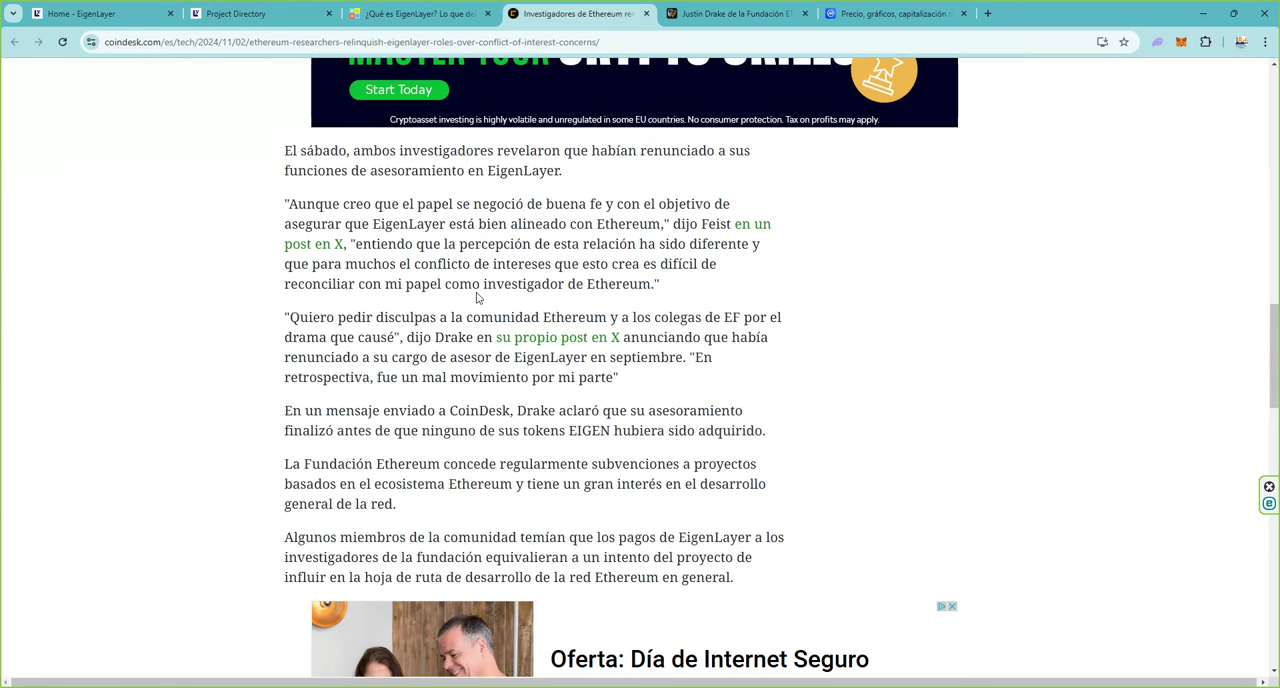 Home - EigenLayer
Project Directory
¿Qué es EigenLayer? Lo que de
Investigadores de Ethereum re
Justin Drake de la Fundación E
Precio, gráficos, capitalización
coindesk.com/es/tech/2024/11/02/ethereum-researchers-relinquish-eigenlayer-roles-over-conflict-of-interest-concerns/
MASTER YOUR CRYPTO SKILLS
Start Today
Cryptoasset investing is highly volatile and unregulated in some EU countries. No consumer protection. Tax on profits may apply.
El sábado, ambos investigadores revelaron que habían renunciado a sus
funciones de asesoramiento en EigenLayer.
"Aunque creo que el papel se negoció de buena fe y con el objetivo de
asegurar que EigenLayer está bien alineado con Ethereum," dijo Feist en un
post en X, "entiendo que la percepción de esta relación ha sido diferente y
que para muchos el conflicto de intereses que esto crea es difícil de
reconciliar con mi papel como investigador de Ethereum."
"Quiero pedir disculpas a la comunidad Ethereum y a los colegas de EF por el
drama que causé", dijo Drake en su propio post en X anunciando que había
renunciado a su cargo de asesor de EigenLayer en septiembre. "En
retrospectiva, fue un mal movimiento por mi parte"
En un mensaje enviado a CoinDesk, Drake aclaró que su asesoramiento
finalizó antes de que ninguno de sus tokens EIGEN hubiera sido adquirido.
La Fundación Ethereum concede regularmente subvenciones a proyectos
basados en el ecosistema Ethereum y tiene un gran interés en el desarrollo
general de la red.
Algunos miembros de la comunidad temían que los pagos de EigenLayer a los
investigadores de la fundación equivalieran a un intento del proyecto de
influir en la hoja de ruta de desarrollo de la red Ethereum en general.
Oferta: Día de Internet Seguro